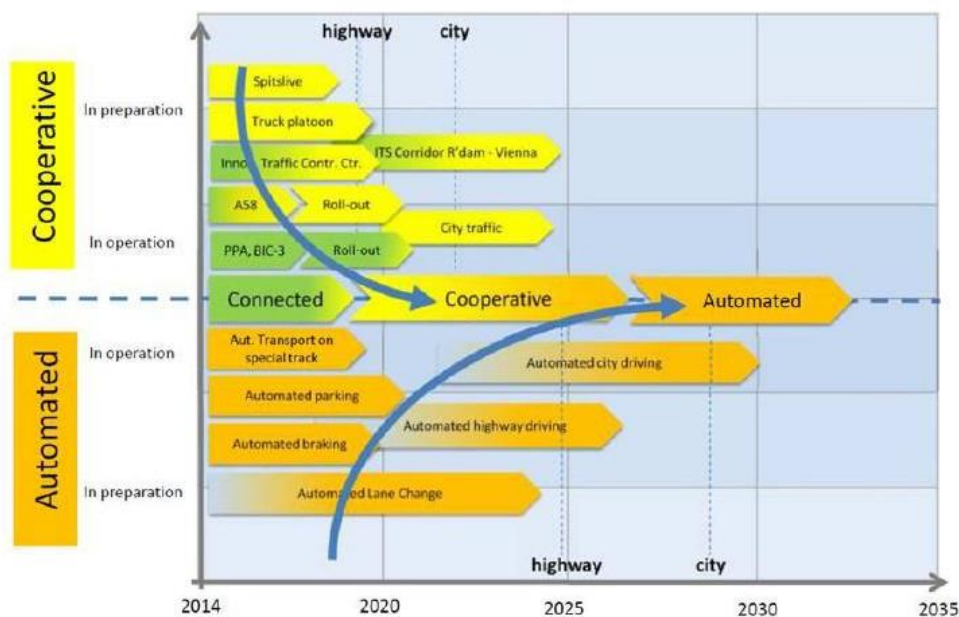 highway
city
Cooperative
In preparation
In operation
Spitslive
Truck platoon
ITS Corridor R'dam - Vienna
Traffic Contr. Ctr.
A58
Roll-out
City traffic
PPA, BIC-3
Roll-out
Connected
Cooperative
Automated
Automated
In operation
In preparation
Aut. Transport on
special track
Automated city driving
Automated parking
Automated highway driving
Automated braking
Automated Lane Change
highway
city
2014
2020
2025
2030
2035